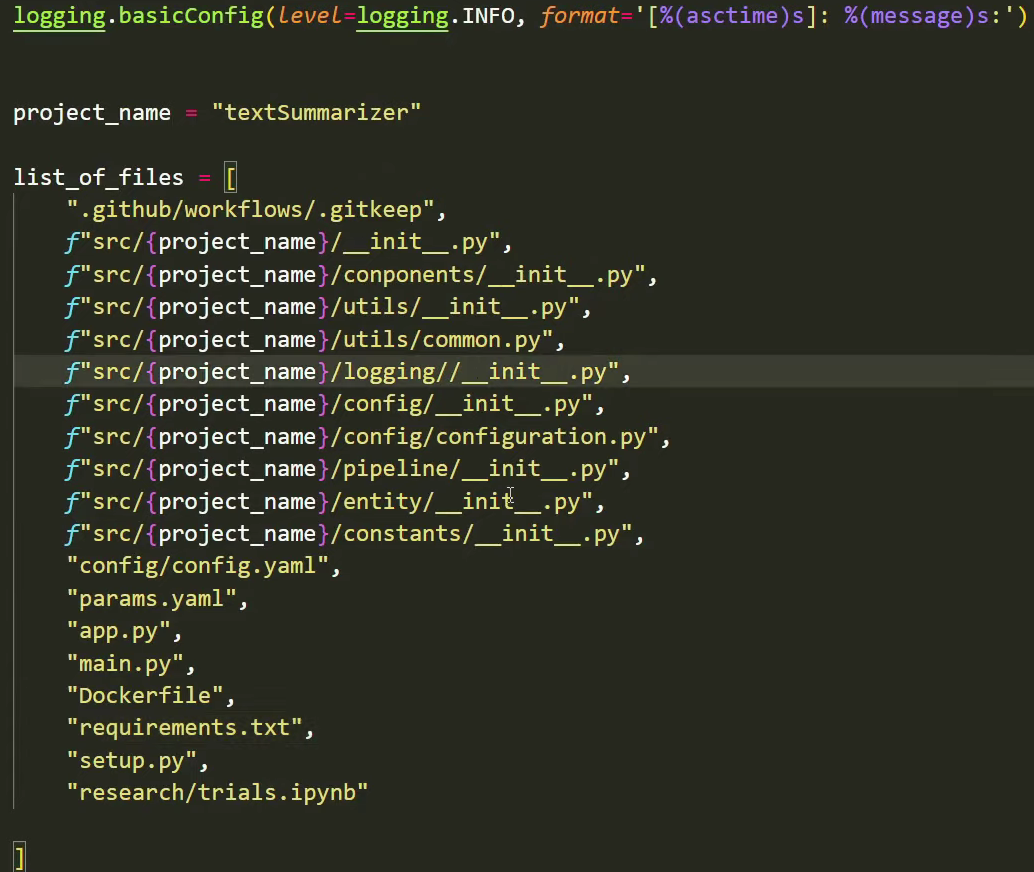 logging.basicConfig(level=logging.INFO, format='[%(asctime)s]: %(message)s:')
project_name = "textSummarizer"
list_of_files = [
".github/workflows/.gitkeep",
f"src/{project_name}/__init__.py",
f"src/{project_name}/conponents/__init__.py",
f"src/{project_name}/utils/__init__.py",
f"src/{project_name}/utils/common.py",
f"src/{project_name}/logging//__init__.py",
f"src/{project_name}/config/__init__.py",
f"src/{project_name}/config/configuration.py",
f"src/{project_name}/pipeline/__init__.py",
f"src/{project_name}/entity/__init__.py",
f"src/{project_name}/constants/__init__.py",
"config/config.yaml",
"params.yaml",
"app.py",
"main.py",
"Dockerfile",
"requirements.txt",
"setup.py",
"research/trials.ipynb"
]